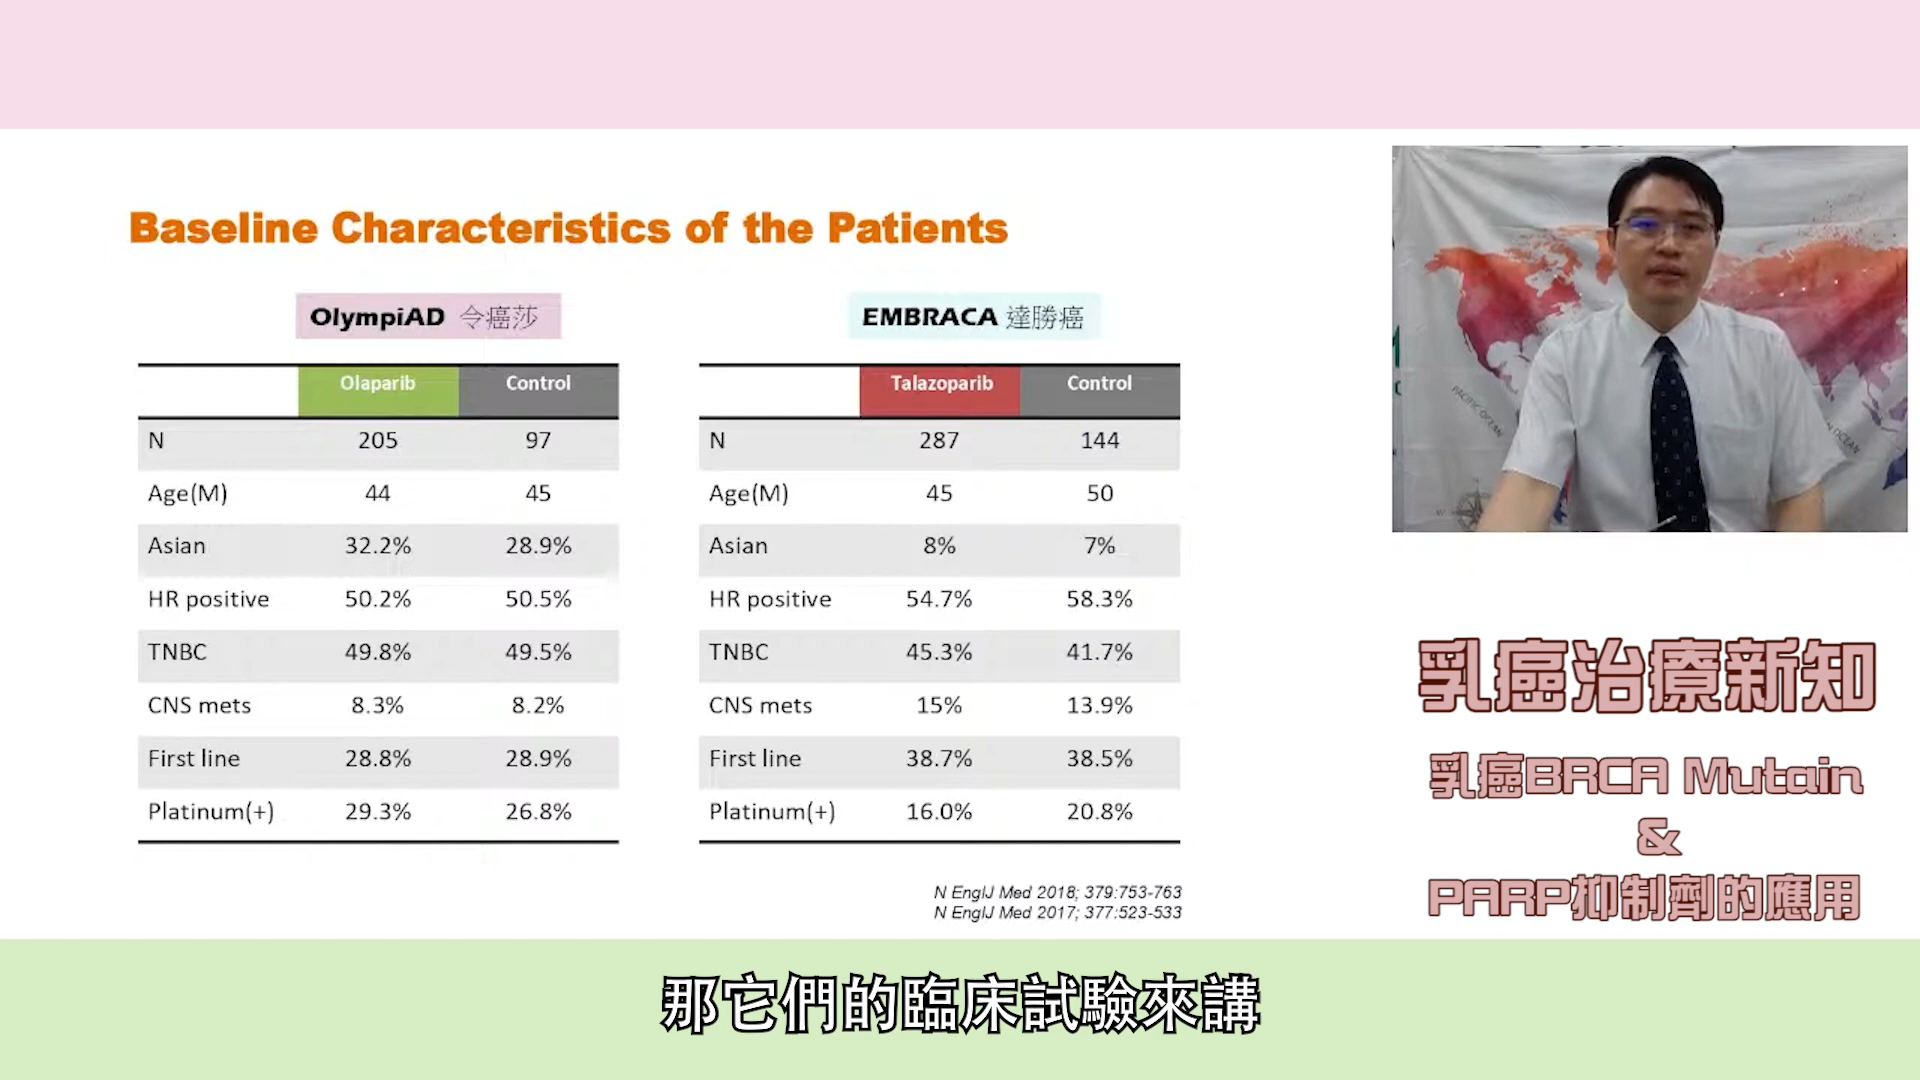 Baseline Characteristics of the Patients
OlympiAD 令癌莎
Olaparib Control
N 205 97
Age(M) 44 45
Asian 32.2% 28.9%
HR positive 50.2% 50.5%
TNBC 49.8% 49.5%
CNS mets 8.3% 8.2%
First line 28.8% 28.9%
Platinum(+) 29.3% 26.8%
EMBRACA 達勝癌
Talazoparib Control
N 287 144
Age(M) 45 50
Asian 8% 7%
HR positive 54.7% 58.3%
TNBC 45.3% 41.7%
CNS mets 15% 13.9%
First line 38.7% 38.5%
Platinum(+) 16.0% 20.8%
N EnglJ Med 2018; 379:753-763
N EnglJ Med 2017; 377:523-533
PACIFIC OCEAN
乳癌治療新知
乳癌BRCA Mutain
&
PARP抑制劑的應用
那它們的臨床試驗來講